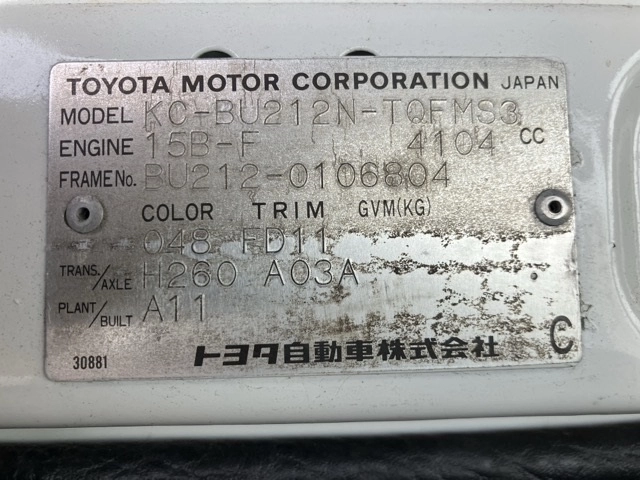 TOYOTA MOTOR CORPORATION JAPAN
MODEL KC-BU212N-TQFMS3
ENGINE 15B-F 4104 CC
FRAME No. BU212-0106804
COLOR TRIM GVM(KG)
048 FD11
TRANS./AXLE H260 A03A
PLANT/BUILT A11
30881 トヨタ自動車株式会社 C